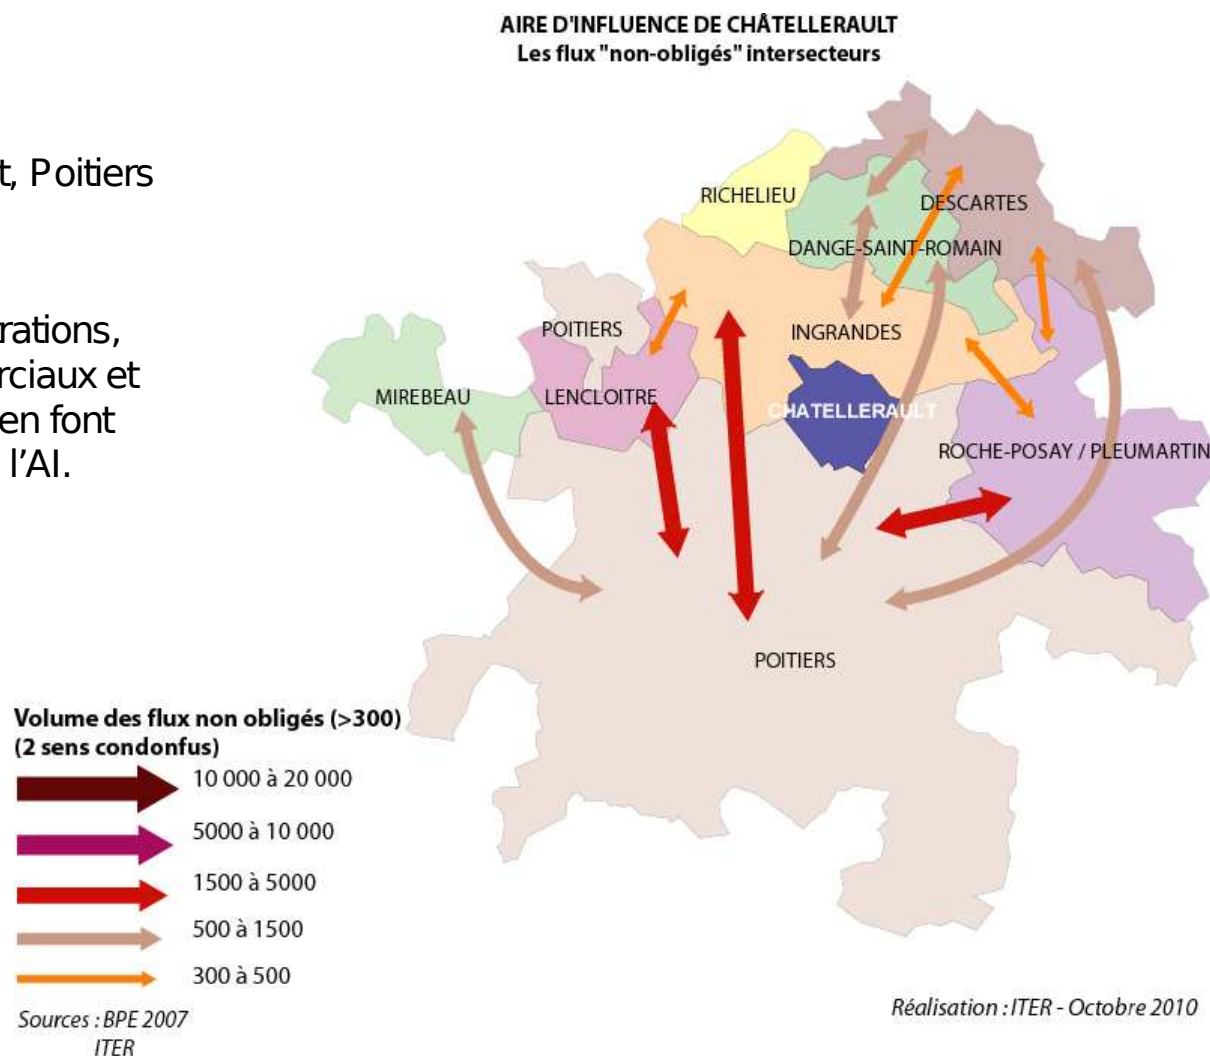 AIRE D'INFLUENCE DE CHÂTELLERAULT
Les flux "non-obligés" intersecteurs
t, Poitiers
rations,
rciaux et
en font
l'AI.
RICHELIEU
DESCARTES
DANGE-SAINT-ROMAIN
POITIERS
INGRANDES
MIREBEAU
LENCLOITRE
CHATELLERAULT
ROCHE-POSAY / PLEUMARTIN
POITIERS
Volume des flux non obligés (>300)
(2 sens condonfus)
10 000 à 20 000
5000 à 10 000
1500 à 5000
500 à 1500
300 à 500
Sources : BPE 2007
ITER
Réalisation : ITER - Octobre 2010